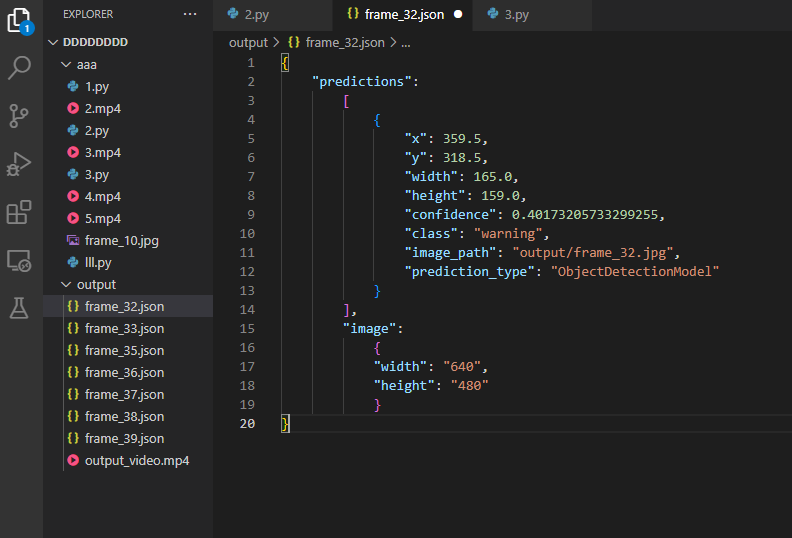 EXPLORER
DDDDDDDD
aaa
1.py
2.mp4
2.py
3.mp4
3.py
4.mp4
5.mp4
frame_10.jpg
lll.py
output
frame_32.json
frame_33.json
frame_35.json
frame_36.json
frame_37.json
frame_38.json
frame_39.json
output_video.mp4
1
2.py
{} frame_32.json
3.py
output > {} frame_32.json > ...
1 {
2 "predictions":
3 [
4 {
5 "x": 359.5,
6 "y": 318.5,
7 "width": 165.0,
8 "height": 159.0,
9 "confidence": 0.40173205733299255,
10 "class": "warning",
11 "image_path": "output/frame_32.jpg",
12 "prediction_type": "ObjectDetectionModel"
13 }
14 ],
15 "image":
16 {
17 "width": "640",
18 "height": "480"
19 }
20 }